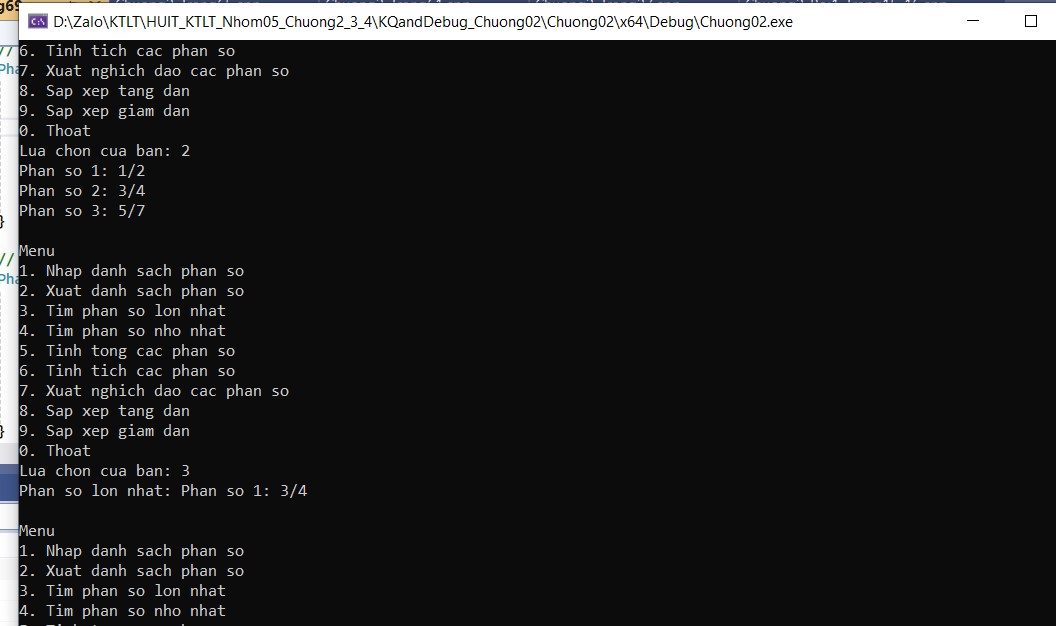 D:\Zalo\KTLT\HUIT_KTLT_Nhom05_Chuong2_3_4\KQandDebug_Chuong02\Chuong02\x64\Debug\Chuong02.exe
6. Tinh tich cac phan so
7. Xuat nghich dao cac phan so
8. Sap xep tang dan
9. Sap xep giam dan
0. Thoat
Lua chon cua ban: 2
Phan so 1: 1/2
Phan so 2: 3/4
Phan so 3: 5/7
Menu
1. Nhap danh sach phan so
2. Xuat danh sach phan so
3. Tim phan so lon nhat
4. Tim phan so nho nhat
5. Tinh tong cac phan so
6. Tinh tich cac phan so
7. Xuat nghich dao cac phan so
8. Sap xep tang dan
9. Sap xep giam dan
0. Thoat
Lua chon cua ban: 3
Phan so lon nhat: Phan so 1: 3/4
Menu
1. Nhap danh sach phan so
2. Xuat danh sach phan so
3. Tim phan so lon nhat
4. Tim phan so nho nhat